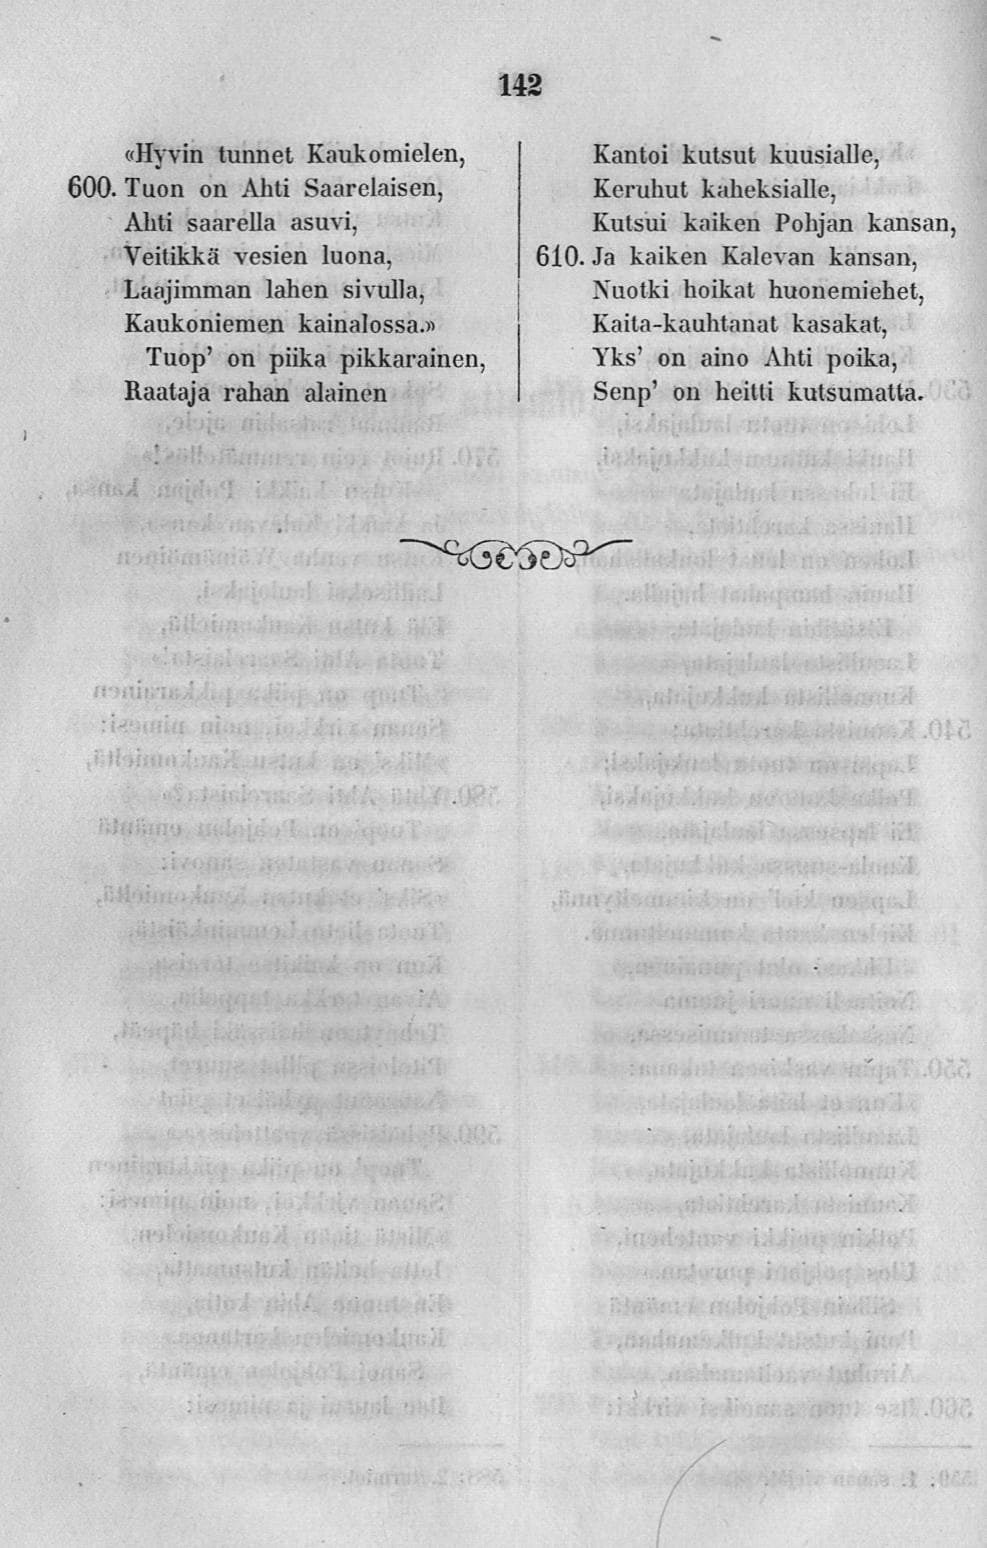 142
«Hyvin tunnet Kaukomielen,
600. Tuon on Ahti Saarelaisen,
Ahti saarella asuvi,
Veitikkä vesien luona,
Laajimman lahen sivulla,
Kaukoniemen kainalossa.»
Tuop' on piika pikkarainen,
Raataja rahan alainen
Kantoi kutsut kuusialle,
Keruhut kaheksialle,
Kutsui kaiken Pohjan kansan,
610. Ja kaiken Kalevan kansan,
Nuotki hoikat huonemiehet,
Kaita-kauhtanat kasakat,
Yks' on aino Ahti poika,
Senp' on heitti kutsumatta.